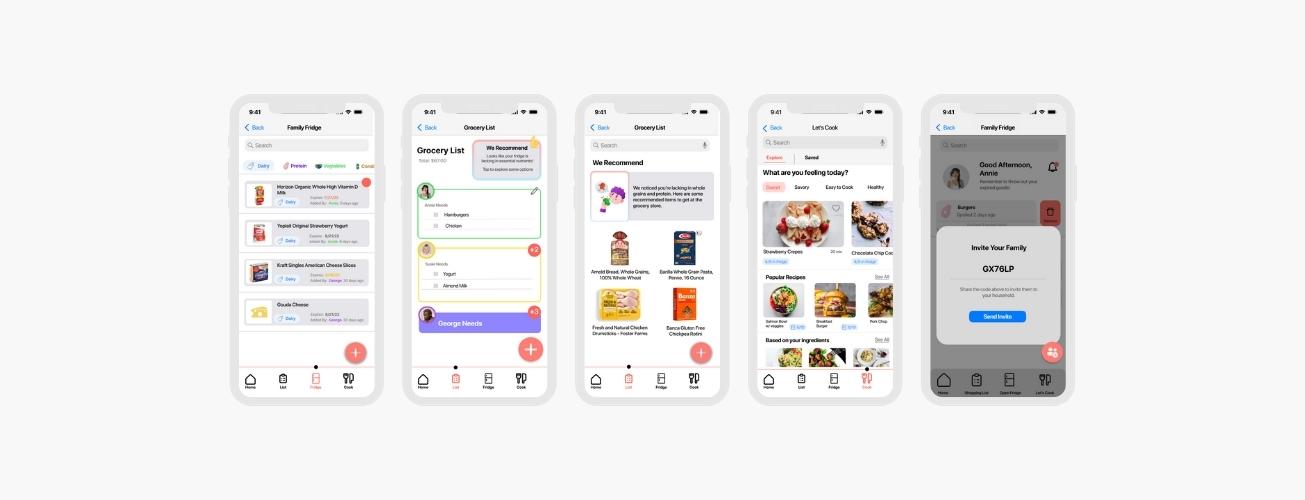 9:41
Back
Family Fridge
Search
Dairy
Protein
Vegetables
Horizon Organic Whole High Vitamin D
Milk
Dairy
Yoplait Original Strawberry Yogurt
Dairy
Kraft Singles American Cheese Slices
Dairy
Gouda Cheese
Dairy
Home
List
Fridge
Cook
9:41
Back
Grocery List
Grocery List
We Recommend
Looks like your fridge is
lacking in essential nutrients!
Tap to explore some options
Annie Needs
Hamburgers
Chicken
+2
Susie Needs
Yogurt
Almond Milk
+3
George Needs
Home
List
Fridge
Cook
9:41
Back
Grocery List
Search
We Recommend
We noticed you're lacking in whole
grains and protein. Here are some
recommended items to get at the
grocery store.
Arnold Bread, Whole Grains,
100% Whole Wheat
Barilla Whole Grain Pasta,
Penne, 16 Ounce
Fresh and Natural Chicken
Drumsticks - Foster Farms
Banza Gluten Free
Chickpea Rotini
Home
List
Fridge
Cook
9:41
Back
Let's Cook
Search
Explore
Saved
What are you feeling today?
Sweet
Savory
Easy to Cook
Healthy
Strawberry Crepes
20 min
Chocolate Chip Coo
Popular Recipes
See All
Salmon Bowl
w/ veggies
Breakfast
Burger
Pork Chop
Based on your ingredients
See All
Home
List
Fridge
Cook
9:41
Back
Family Fridge
Search
Good Afternoon,
Annie
Remember to throw out your
expired goods
Burgers
Spoiled 2 days ago
Invite Your Family
GX76LP
Share the code above to invite them to
your household.
Send Invite
Home
Shopping List
Open Fridge
Let's Cook